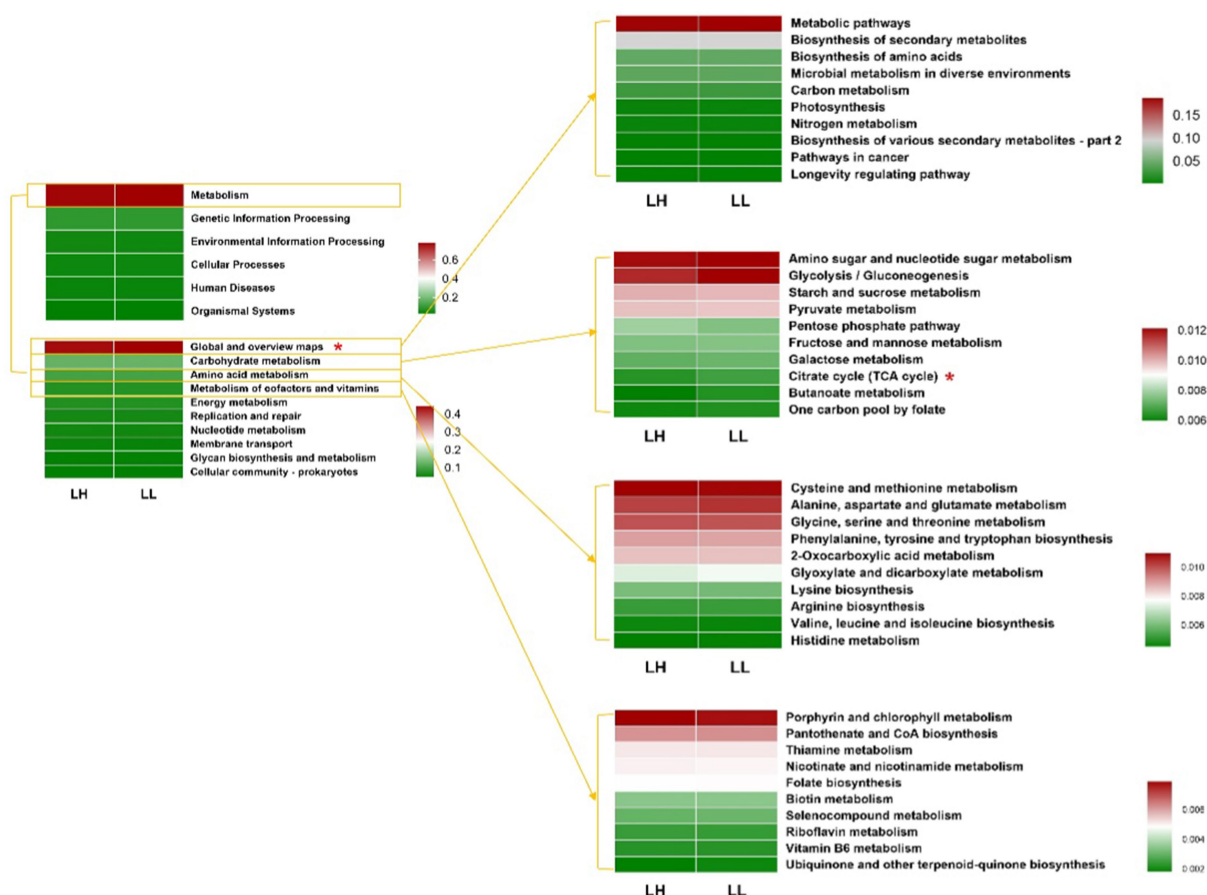 Metabolism
Genetic Information Processing
Environmental Information Processing
Cellular Processes
Human Diseases
Organismal Systems
0.6
0.4
0.2
Global and overview maps *
Carbohydrate metabolism
Amino acid metabolism
Metabolism of cofactors and vitamins
Energy metabolism
Replication and repair
Nucleotide metabolism
Membrane transport
Glycan biosynthesis and metabolism
Cellular community - prokaryotes
LH LL
0.4
0.3
0.2
0.1
Metabolic pathways
Biosynthesis of secondary metabolites
Biosynthesis of amino acids
Microbial metabolism in diverse environments
Carbon metabolism
Photosynthesis
Nitrogen metabolism
Biosynthesis of various secondary metabolites - part 2
Pathways in cancer
Longevity regulating pathway
LH LL
0.15
0.10
0.05
Amino sugar and nucleotide sugar metabolism
Glycolysis / Gluconeogenesis
Starch and sucrose metabolism
Pyruvate metabolism
Pentose phosphate pathway
Fructose and mannose metabolism
Galactose metabolism
Citrate cycle (TCA cycle) *
Butanoate metabolism
One carbon pool by folate
LH LL
0.012
0.010
0.008
0.006
Cysteine and methionine metabolism
Alanine, aspartate and glutamate metabolism
Glycine, serine and threonine metabolism
Phenylalanine, tyrosine and tryptophan biosynthesis
2-Oxocarboxylic acid metabolism
Glyoxylate and dicarboxylate metabolism
Lysine biosynthesis
Arginine biosynthesis
Valine, leucine and isoleucine biosynthesis
Histidine metabolism
LH LL
0.010
0.008
0.006
Porphyrin and chlorophyll metabolism
Pantothenate and CoA biosynthesis
Thiamine metabolism
Nicotinate and nicotinamide metabolism
Folate biosynthesis
Biotin metabolism
Selenocompound metabolism
Riboflavin metabolism
Vitamin B6 metabolism
Ubiquinone and other terpenoid-quinone biosynthesis
LH LL
0.006
0.004
0.002